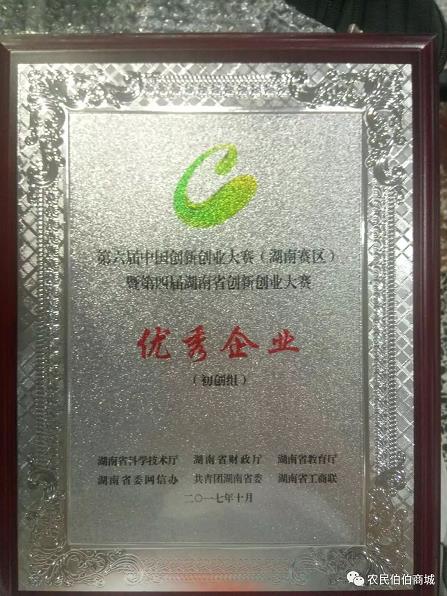 第六届中国创新创业大赛（湖南赛区）
暨第四届湖南省创新创业大赛
优秀企业
（初创组）
湖南省科学技术厅 湖南省财政厅 湖南省教育厅
湖南省委网信办 共青团湖南省委 湖南省工商联
二〇一七年十月
农民伯伯商城